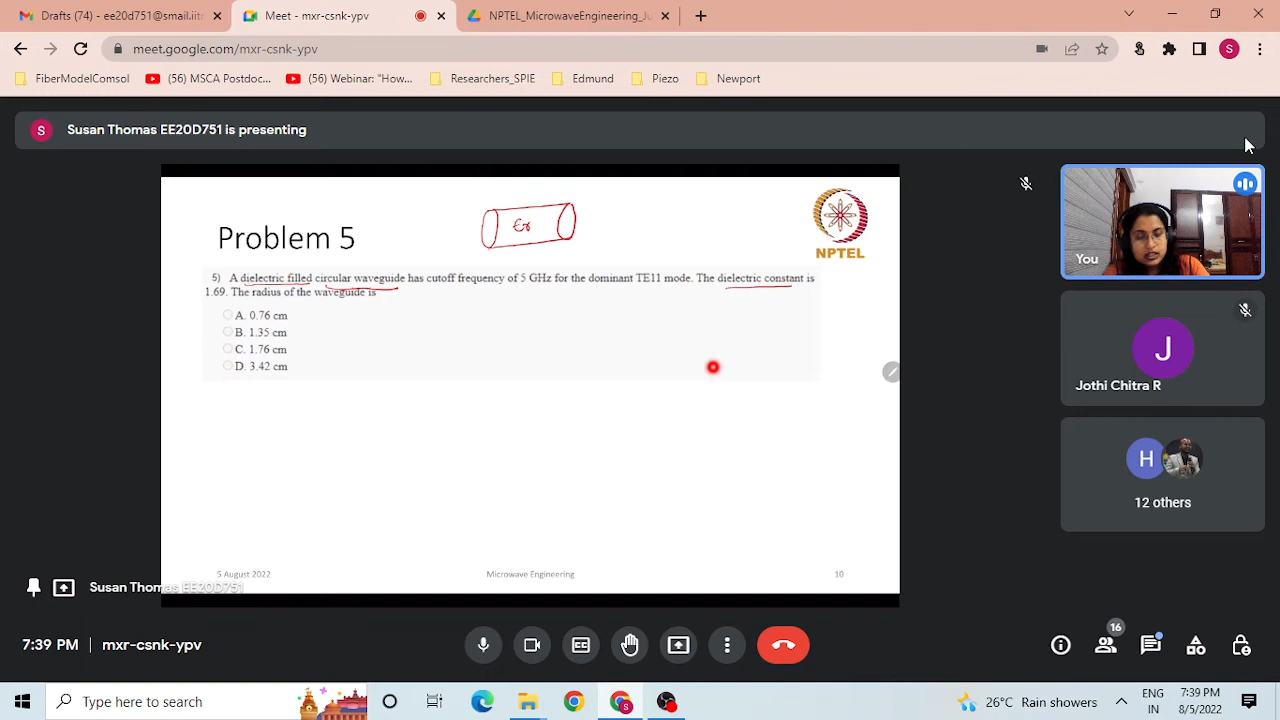 Drafts (74) - ee20d751@smail.iit
Meet - mxr-csnk-ypv
NPTEL_MicrowaveEngineering_Ju
meet.google.com/mxr-csnk-ypv
FiberModelComsol
(56) MSCA Postdoc...
(56) Webinar: "How...
Researchers_SPIE
Edmund
Piezo
Newport
S
S Susan Thomas EE20D751 is presenting
Problem 5
Er
NPTEL
5) A dielectric filled circular waveguide has cutoff frequency of 5 GHz for the dominant TE11 mode. The dielectric constant is
1.69. The radius of the waveguide is
A. 0.76 cm
B. 1.35 cm
C. 1.76 cm
D. 3.42 cm
5 August 2022
Microwave Engineering
10
You
J
Jothi Chitra R
H
12 others
Susan Thomas EE20D751
7:39 PM | mxr-csnk-ypv
16
Type here to search
26°C Rain showers
ENG
IN
7:39 PM
8/5/2022